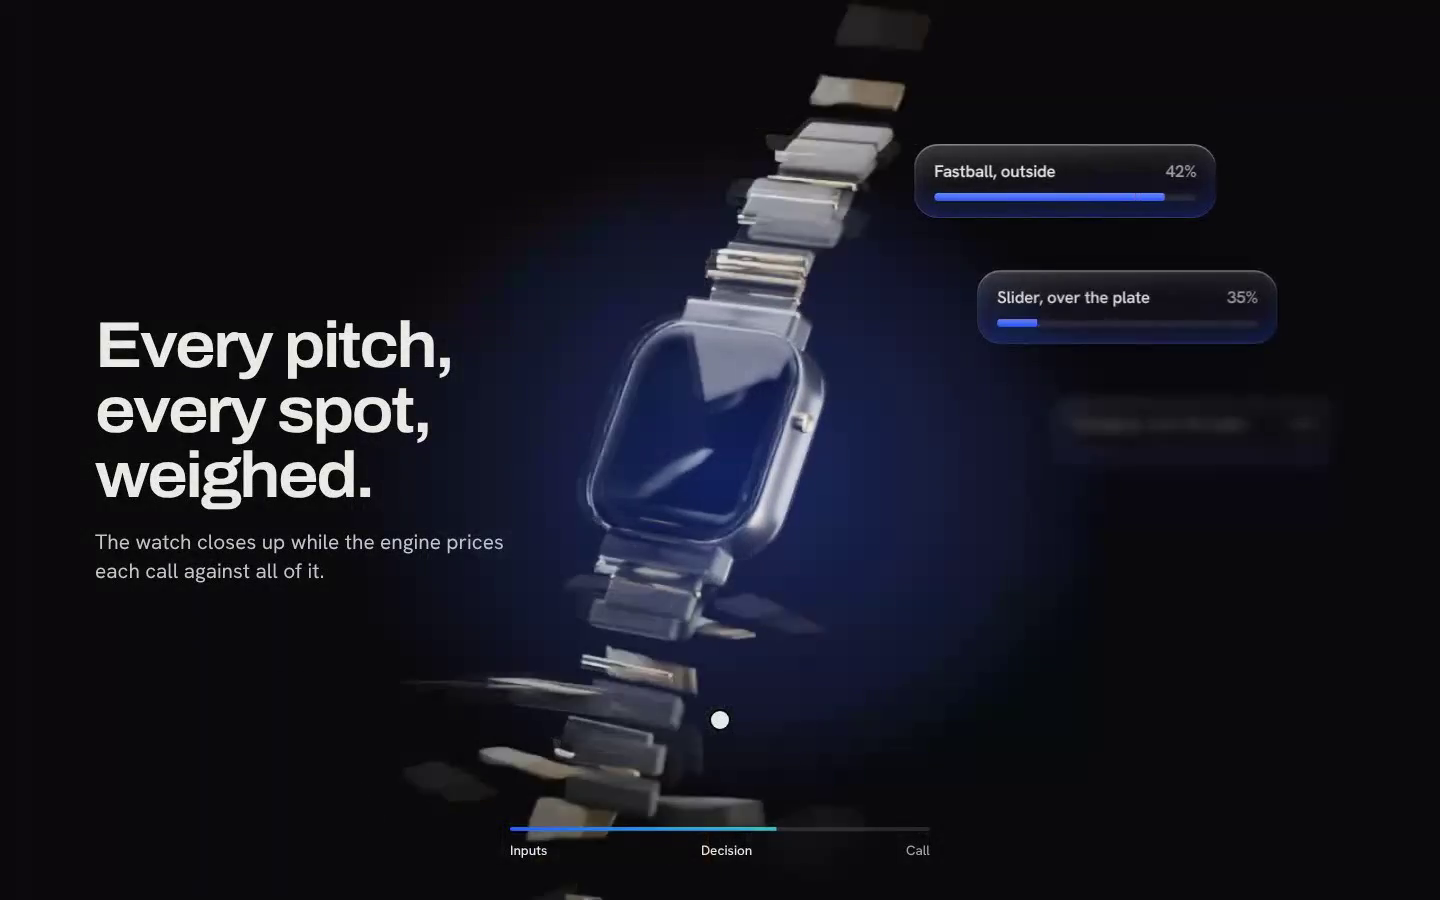 Every pitch,
every spot,
weighed.
The watch closes up while the engine prices
each call against all of it.
Fastball, outside 42%
Slider, over the plate 35%
Inputs Decision Call